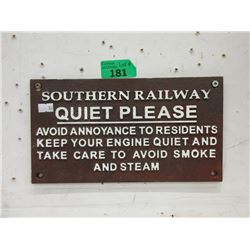 181
SOUTHERN RAILWAY
QUIET PLEASE
AVOID ANNOYANCE TO RESIDENTS
KEEP YOUR ENGINE QUIET AND
TAKE CARE TO AVOID SMOKE
AND STEAM